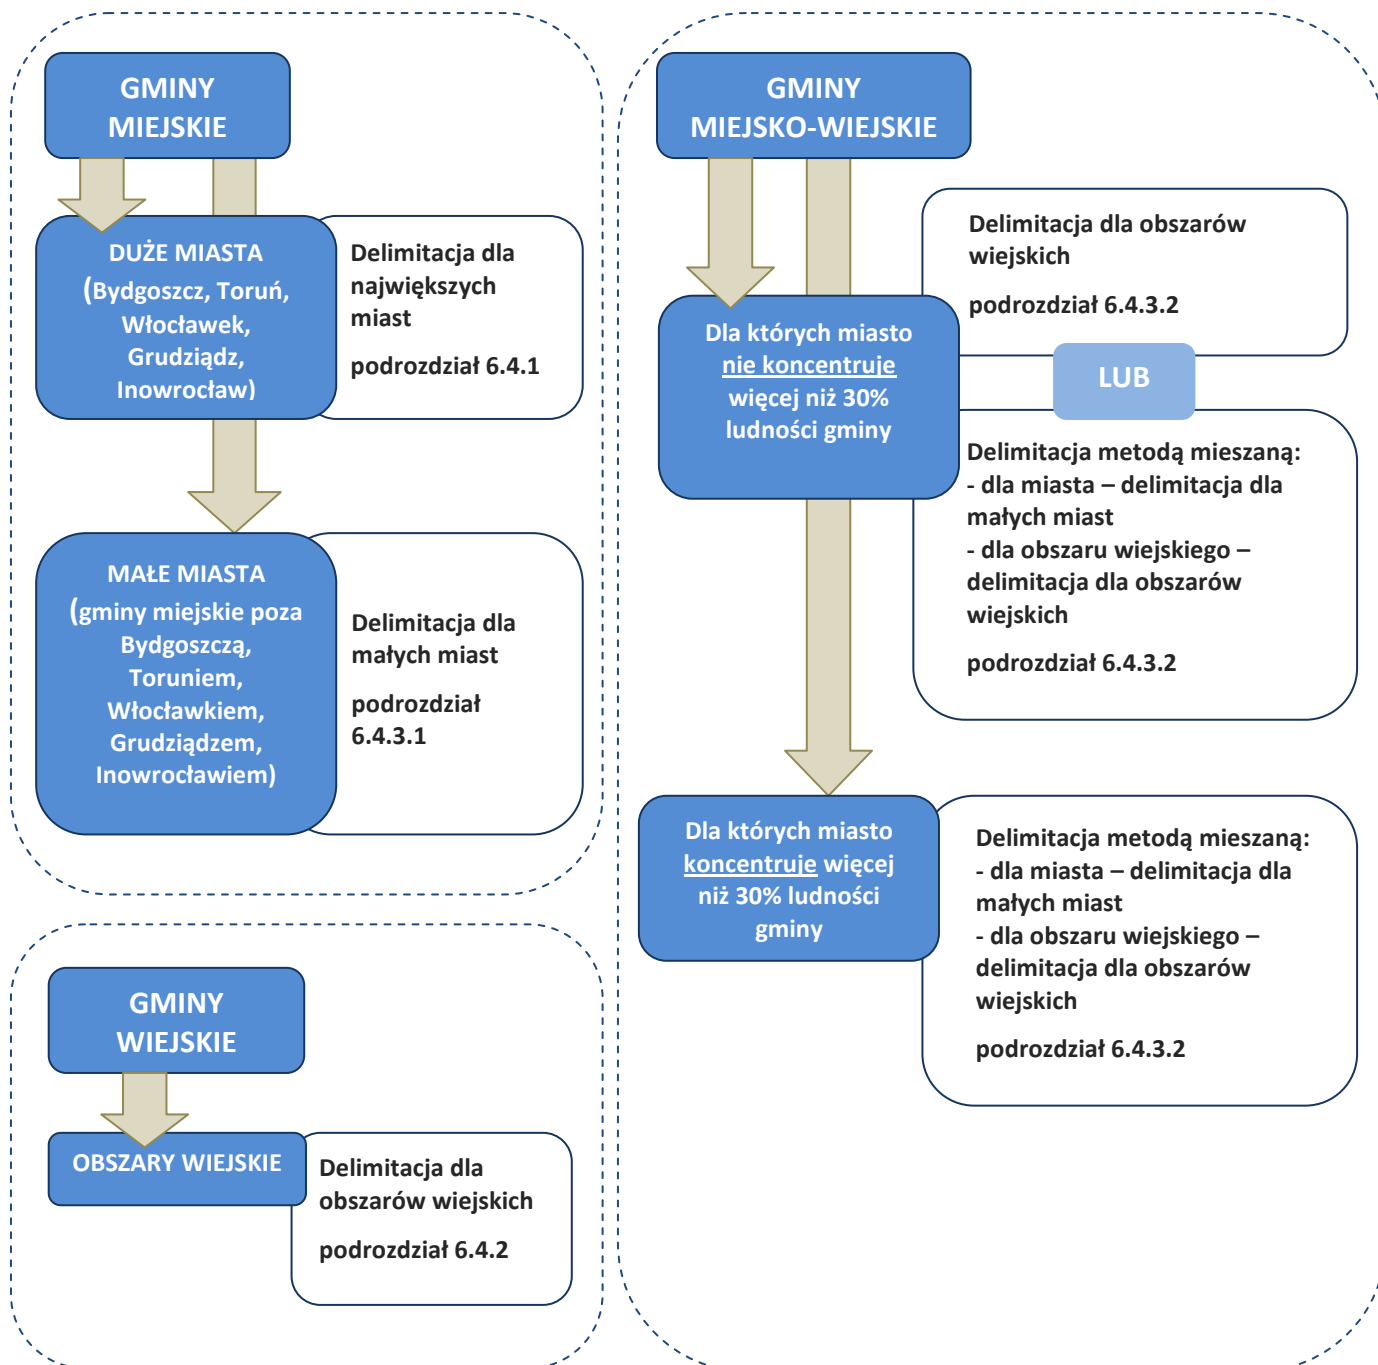 GMINY
MIEJSKIE
DUŻE MIASTA
(Bydgoszcz, Toruń,
Włocławek,
Grudziądz,
Inowrocław)
Delimitacja dla
największych
miast
podrozdział 6.4.1
MAŁE MIASTA
(gminy miejskie poza
Bydgoszczą,
Toruniem,
Włocławkiem,
Grudziądzem,
Inowrocławiem)
Delimitacja dla
małych miast
podrozdział
6.4.3.1
GMINY
WIEJSKIE
OBSZARY WIEJSKIE
Delimitacja dla
obszarów wiejskich
podrozdział 6.4.2
GMINY
MIEJSKO-WIEJSKIE
Dla których miasto
nie koncentruje
więcej niż 30%
ludności gminy
Delimitacja dla obszarów
wiejskich
podrozdział 6.4.3.2
LUB
Delimitacja metodą mieszaną:
- dla miasta – delimitacja dla
małych miast
- dla obszaru wiejskiego –
delimitacja dla obszarów
wiejskich
podrozdział 6.4.3.2
Dla których miasto
koncentruje więcej
niż 30% ludności
gminy
Delimitacja metodą mieszaną:
- dla miasta – delimitacja dla
małych miast
- dla obszaru wiejskiego –
delimitacja dla obszarów
wiejskich
podrozdział 6.4.3.2